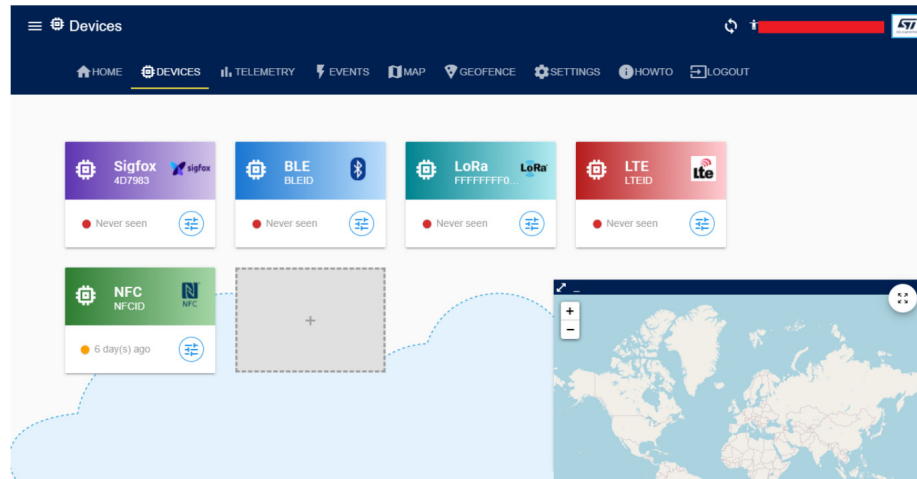 Devices
HOME DEVICES TELEMETRY EVENTS MAP GEOFENCE SETTINGS HOWTO LOGOUT
Sigfox sigfox
4D7983
Never seen
BLE
BLEID
Never seen
LoRa LoRa
FFFFFFFF0...
Never seen
LTE Lte
LTEID
Never seen
NFC N
NFCID NFC
6 day(s) ago
+
+
−